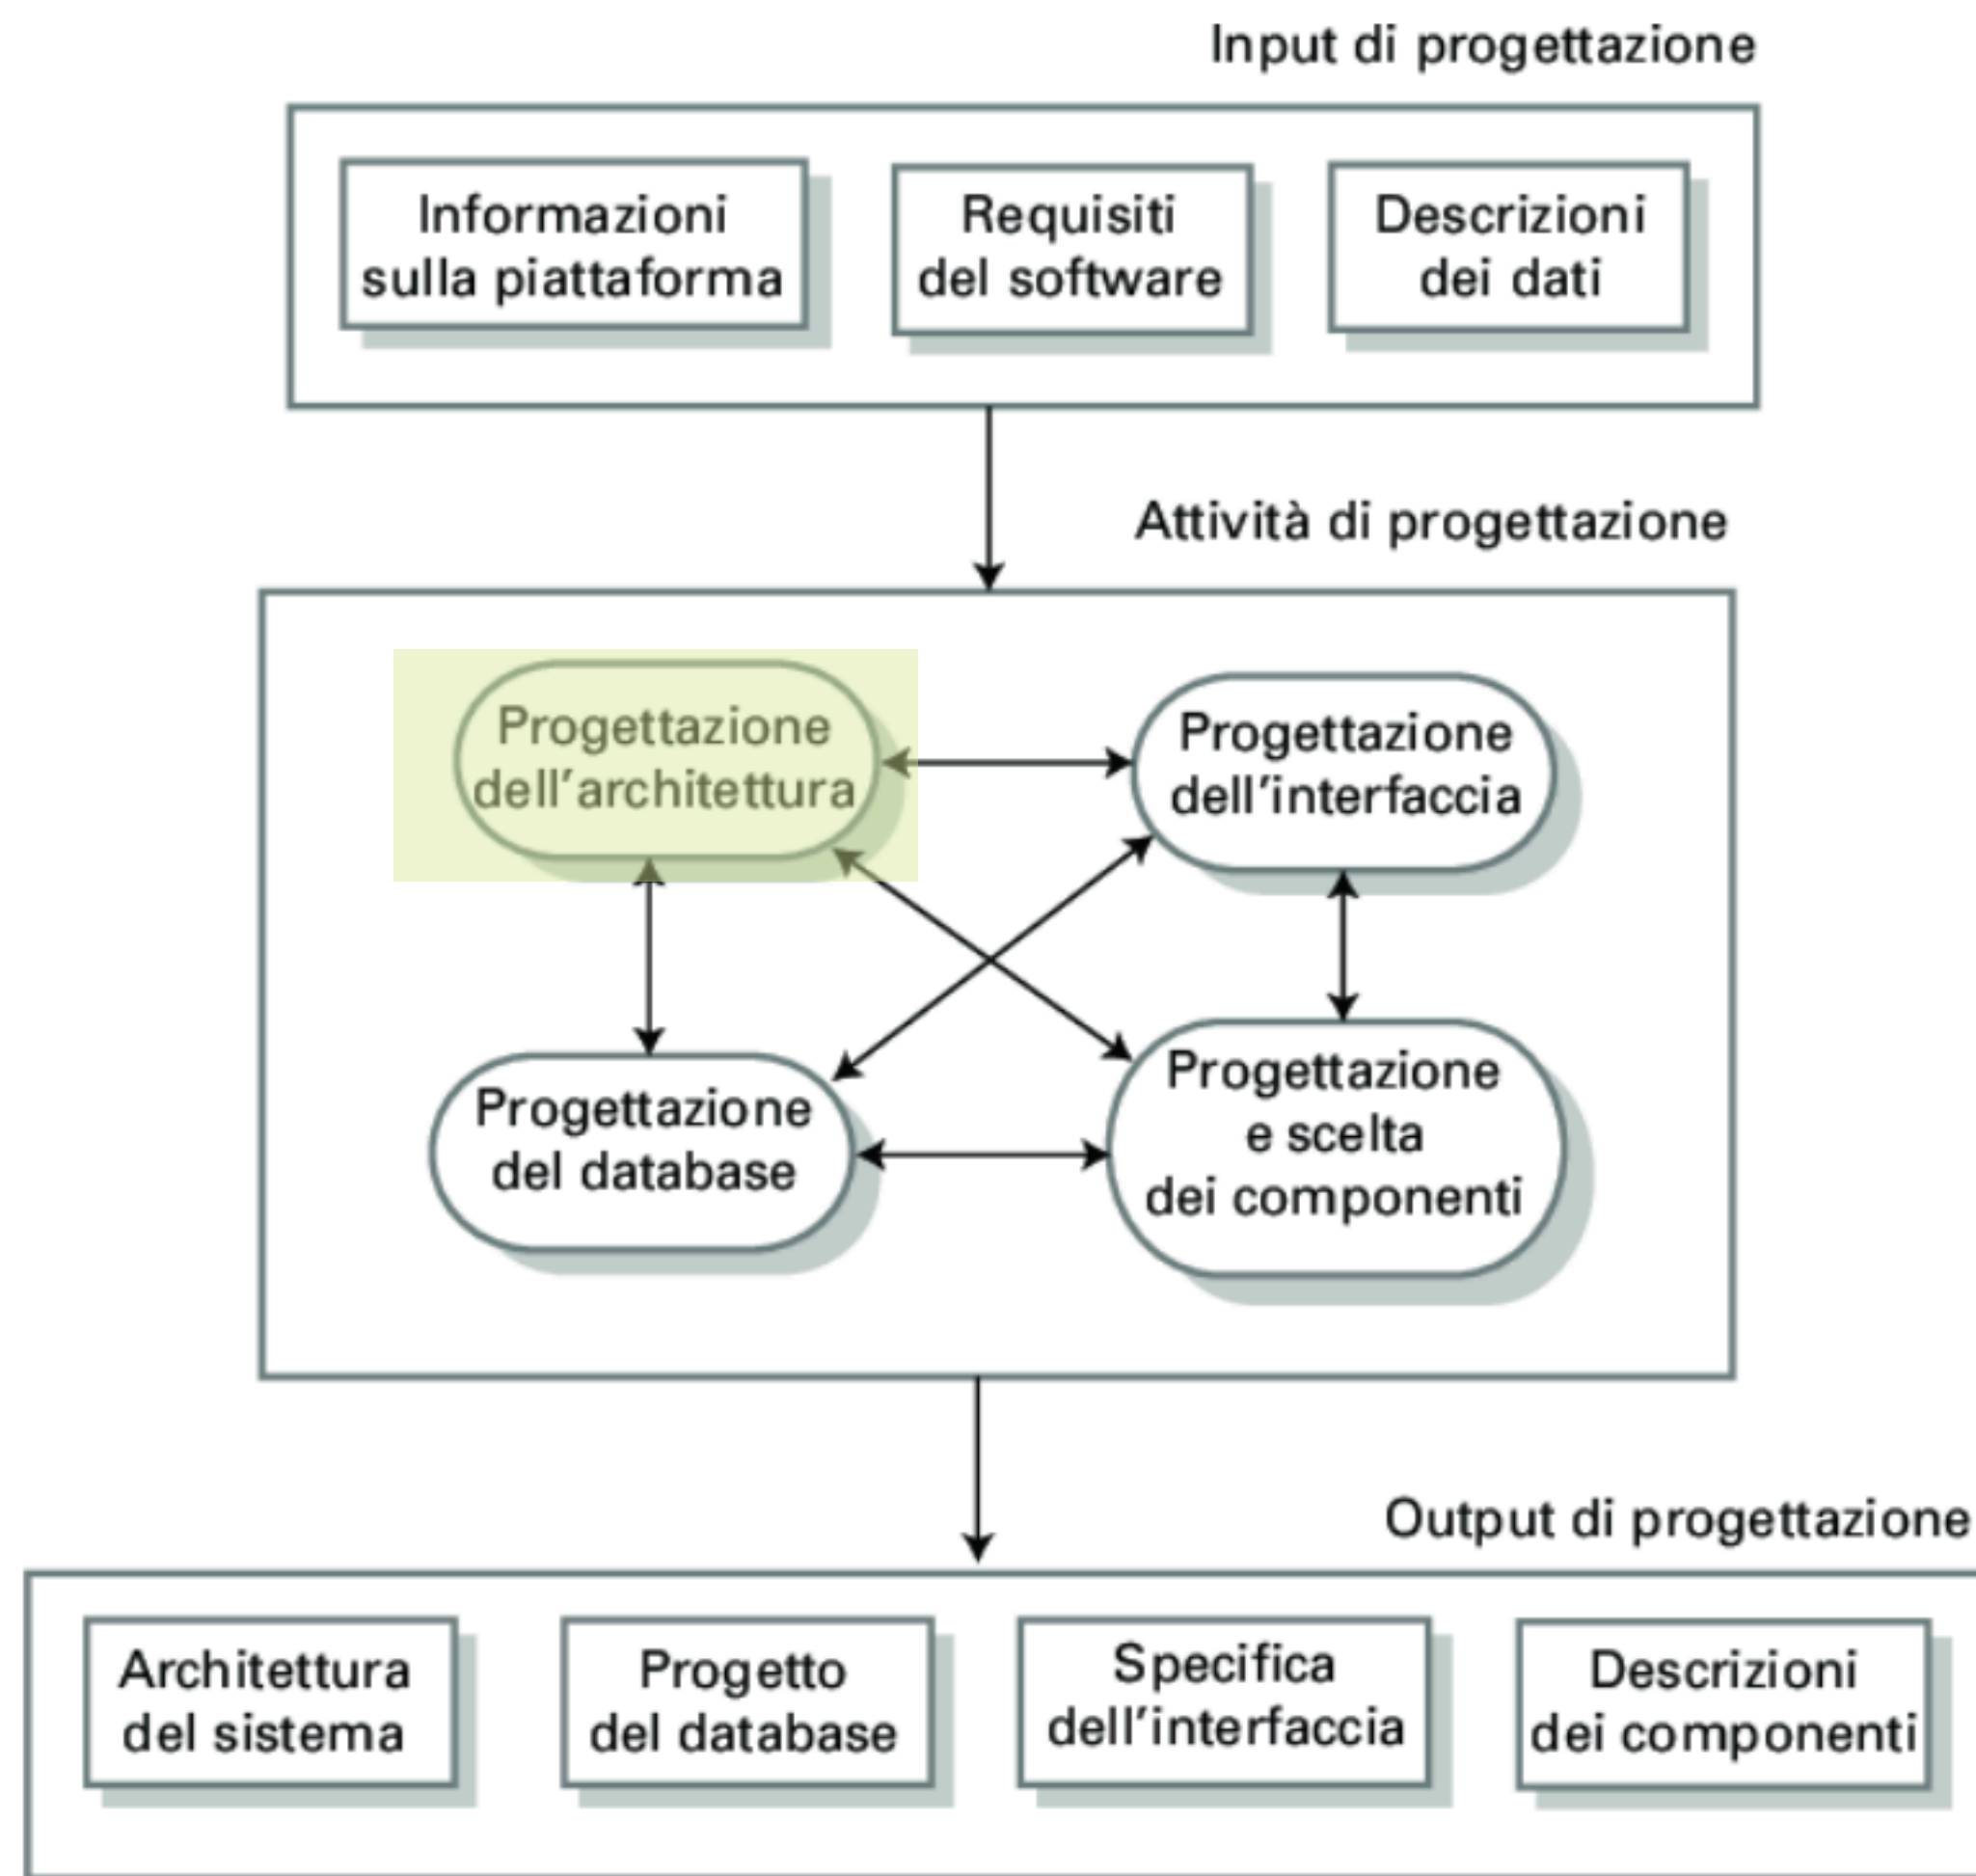 Input di progettazione
Informazioni
sulla piattaforma
Requisiti
del software
Descrizioni
dei dati
Attività di progettazione
Progettazione
dell'architettura
Progettazione
dell'interfaccia
Progettazione
del database
Progettazione
e scelta
dei componenti
Output di progettazione
Architettura
del sistema
Progetto
del database
Specifica
dell'interfaccia
Descrizioni
dei componenti